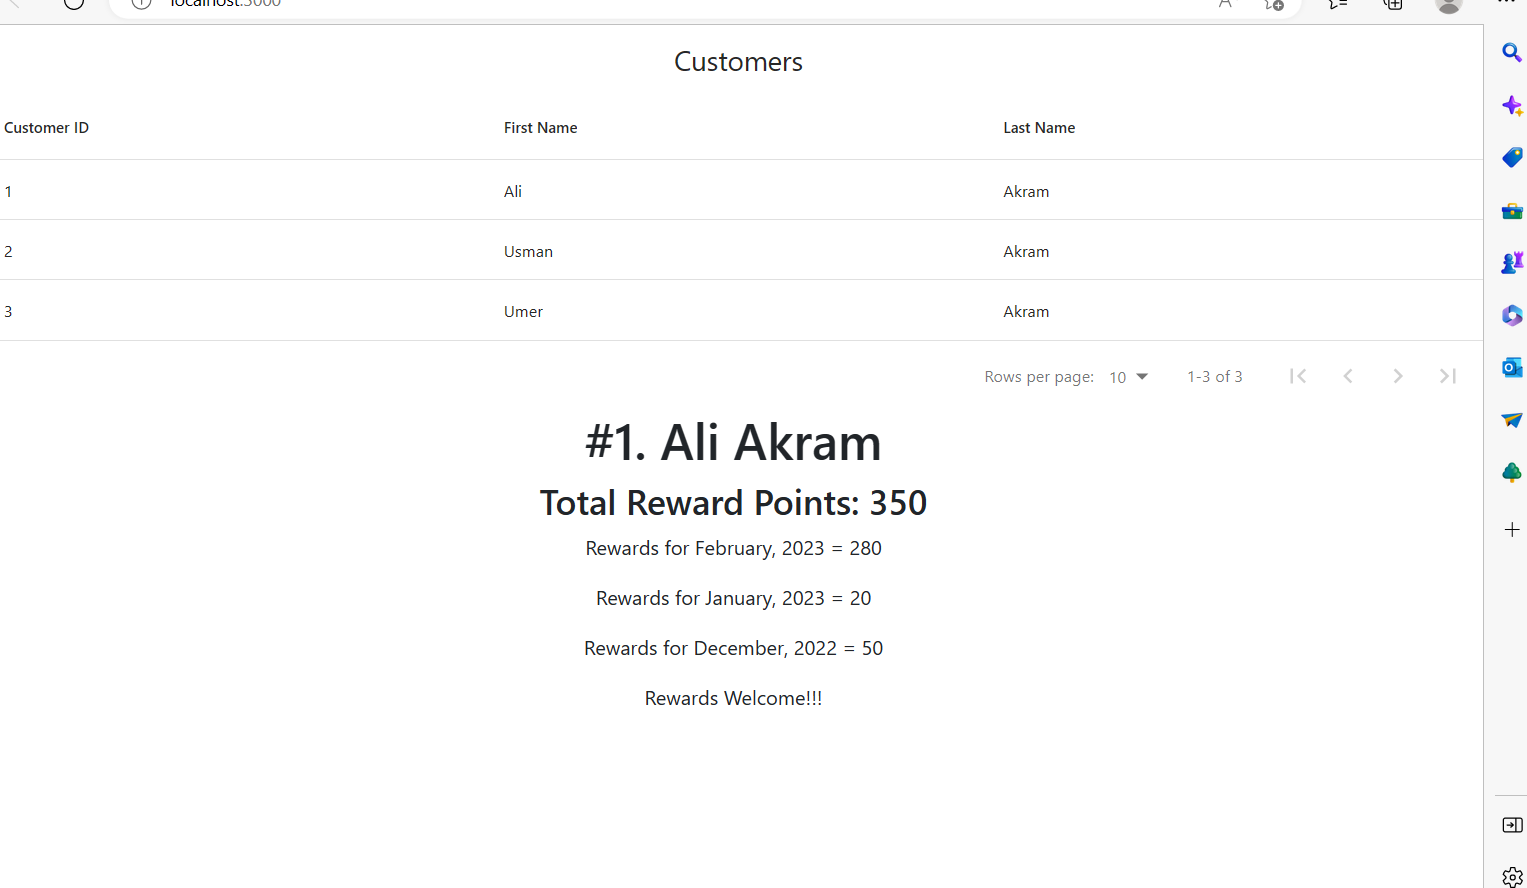 localhost:3000
Customers
Customer ID First Name Last Name
1 Ali Akram
2 Usman Akram
3 Umer Akram
Rows per page: 10 1-3 of 3
#1. Ali Akram
Total Reward Points: 350
Rewards for February, 2023 = 280
Rewards for January, 2023 = 20
Rewards for December, 2022 = 50
Rewards Welcome!!!